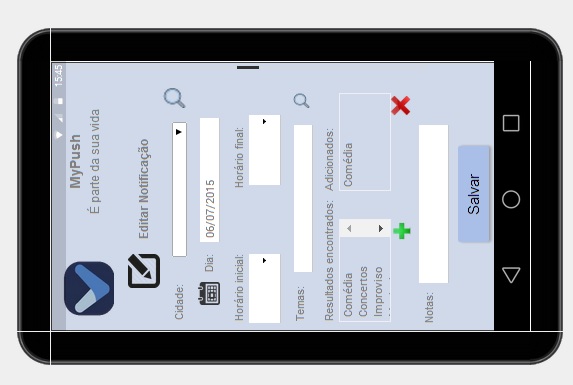 15:45
MyPush
É parte da sua vida
Editar Notificação
Cidade:
Dia:
06/07/2015
Horário inicial:
Horário final:
Temas:
Resultados encontrados:
Adicionados:
Comédia
Concertos
Improviso
Comédia
Notas:
Salvar